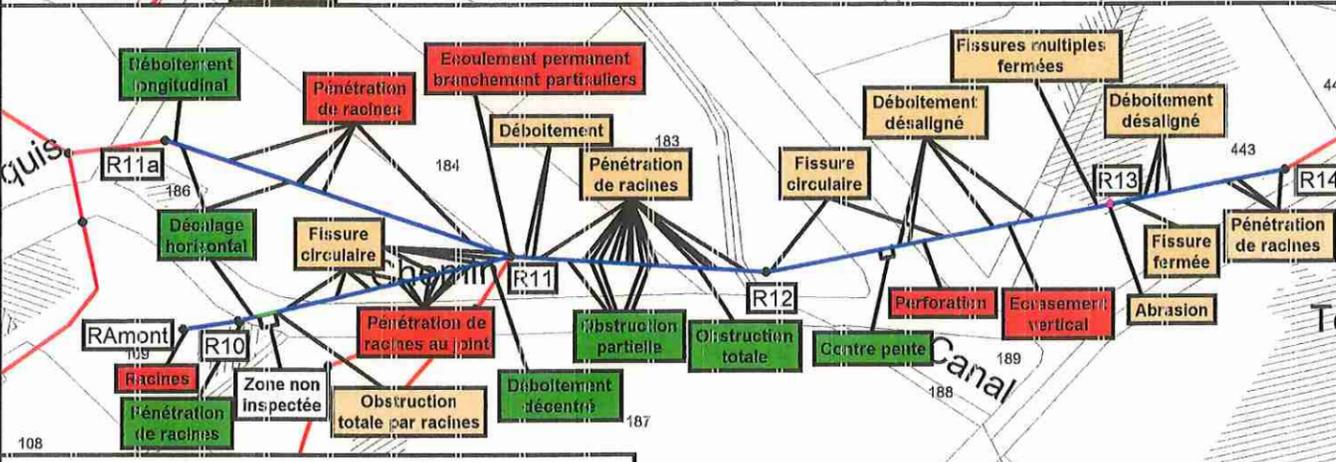 Fissures multiples
fermées
Déboitement
longitudinal
Ecoulement permanent
branchement particuliers
Pénétration
de racines
Déboitement
désaligné
Déboitement
désaligné
Déboitement
183
443
Pénétration
de racines
Fissure
circulaire
quis
R11a
184
186
R13
R14
Décalage
horizontal
Fissure
circulaire
Pénétration
de racines
Fissure
fermée
Chemin
R11
R12
Perforation
Ecrasement
vertical
Abrasion
Pénétration de
racines au joint
Obstruction
partielle
Obstruction
totale
Contre pente
RAmont
109
R10
Canal
189
188
Racines
Zone non
inspectée
Déboitement
décentré
Obstruction
totale par racines
Pénétration
de racines
187
108